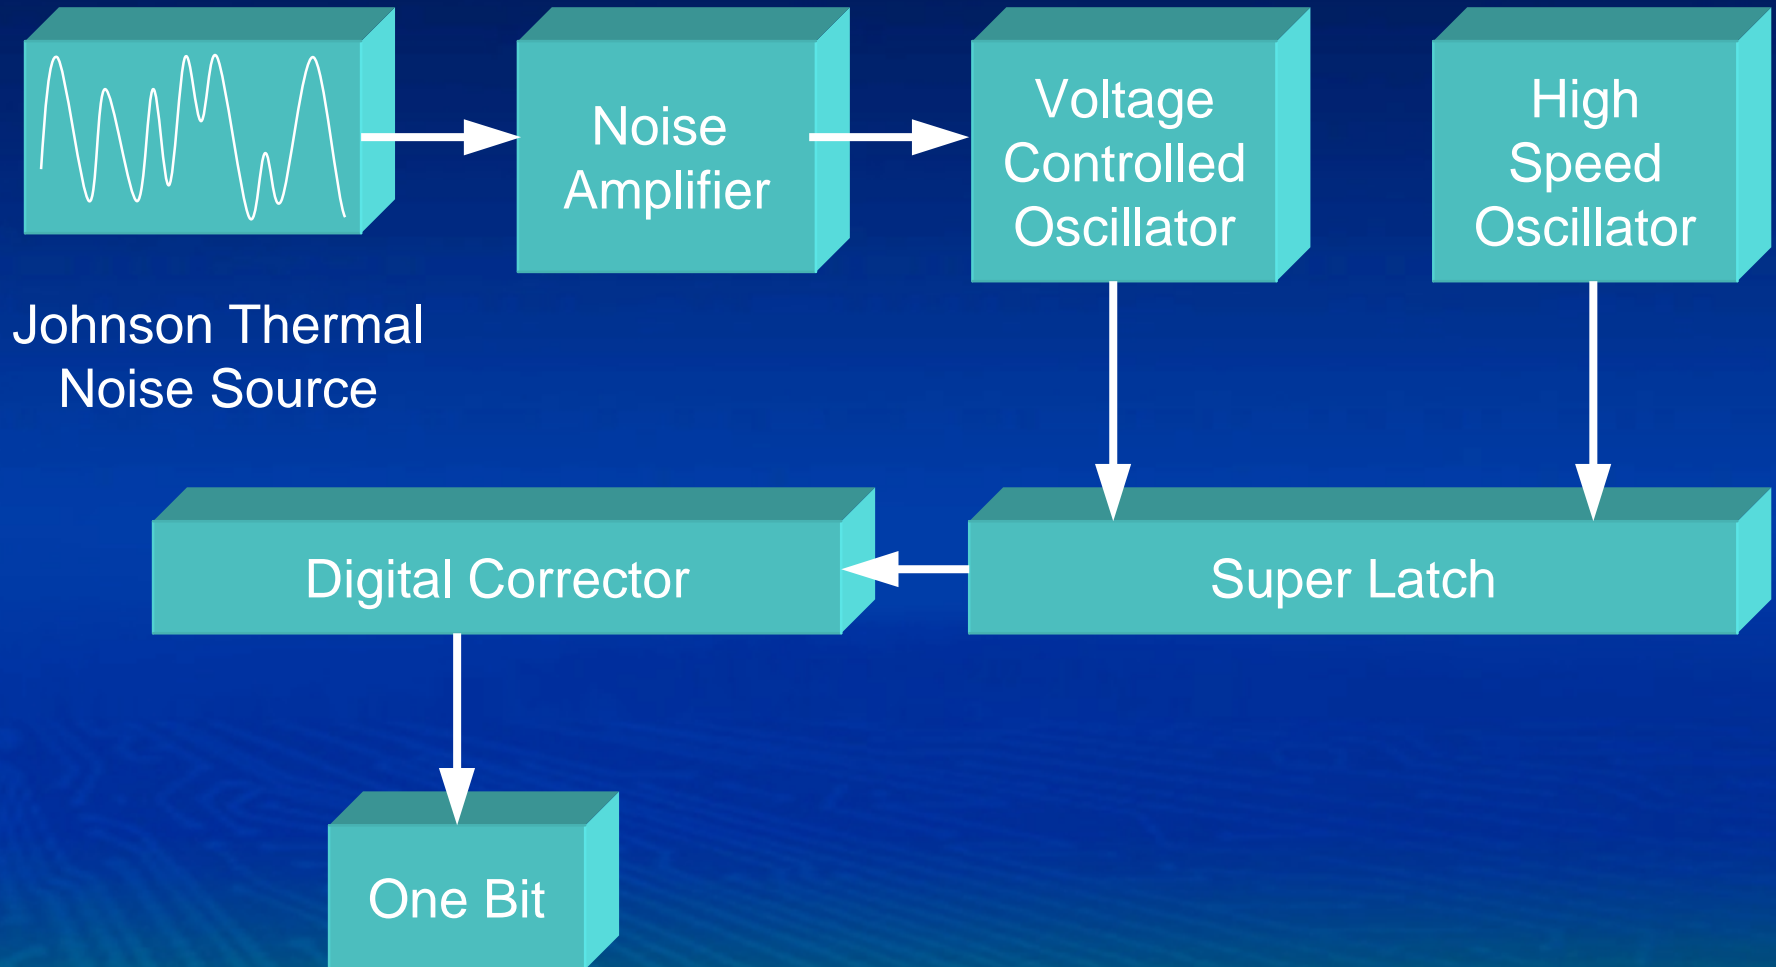 Johnson Thermal
Noise Source
Noise
Amplifier
Voltage
Controlled
Oscillator
High
Speed
Oscillator
Super Latch
Digital Corrector
One Bit